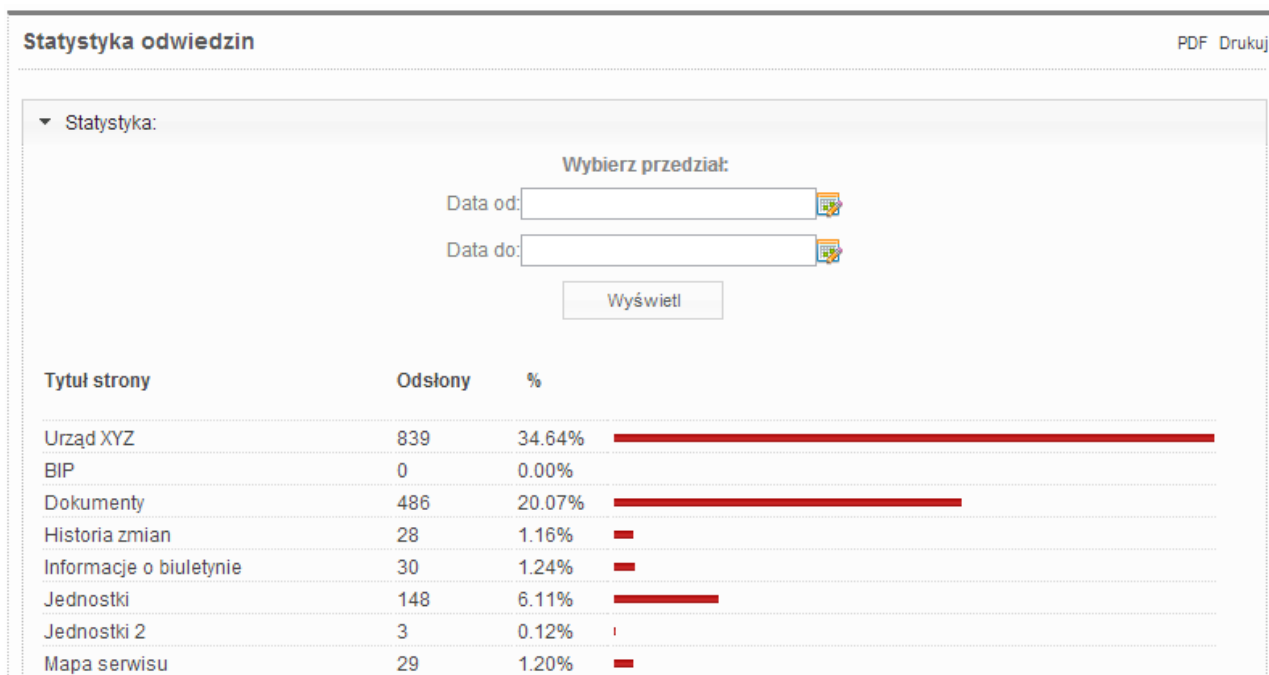 Statystyka odwiedzin PDF Drukuj
Statystyka:
Wybierz przedział:
Data od:
Data do:
Wyświetl
Tytuł strony Odsłony %
Urząd XYZ 839 34.64%
BIP 0 0.00%
Dokumenty 486 20.07%
Historia zmian 28 1.16%
Informacje o biuletynie 30 1.24%
Jednostki 148 6.11%
Jednostki 2 3 0.12%
Mapa serwisu 29 1.20%